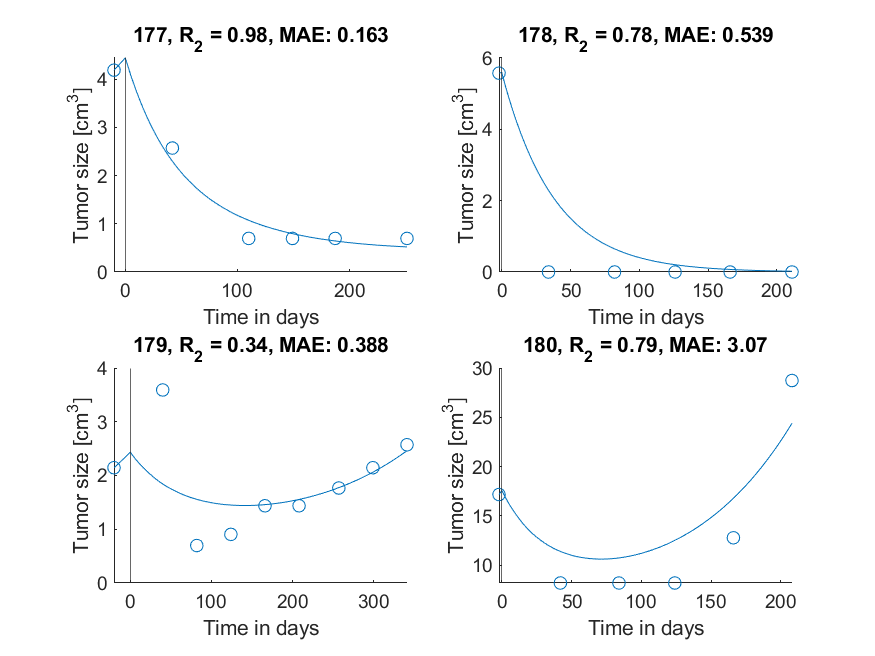 177, R2 = 0.98, MAE: 0.163
4
3
2
1
0
Tumor size [cm3]
0 100 200
Time in days
178, R2 = 0.78, MAE: 0.539
6
4
2
0
Tumor size [cm3]
0 50 100 150 200
Time in days
179, R2 = 0.34, MAE: 0.388
4
3
2
1
0
Tumor size [cm3]
0 100 200 300
Time in days
180, R2 = 0.79, MAE: 3.07
30
25
20
15
10
Tumor size [cm3]
0 50 100 150 200
Time in days